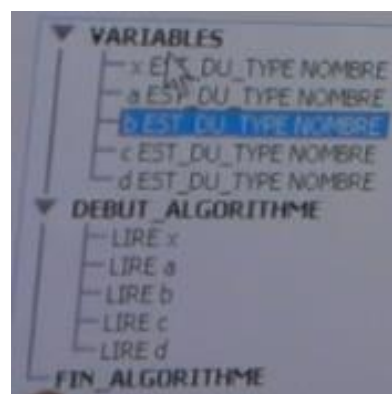 VARIABLES
x EST_DU_TYPE NOMBRE
a EST_DU_TYPE NOMBRE
b EST_DU_TYPE NOMBRE
c EST_DU_TYPE NOMBRE
d EST_DU_TYPE NOMBRE
DEBUT_ALGORITHME
LIRE x
LIRE a
LIRE b
LIRE c
LIRE d
FIN_ALGORITHME